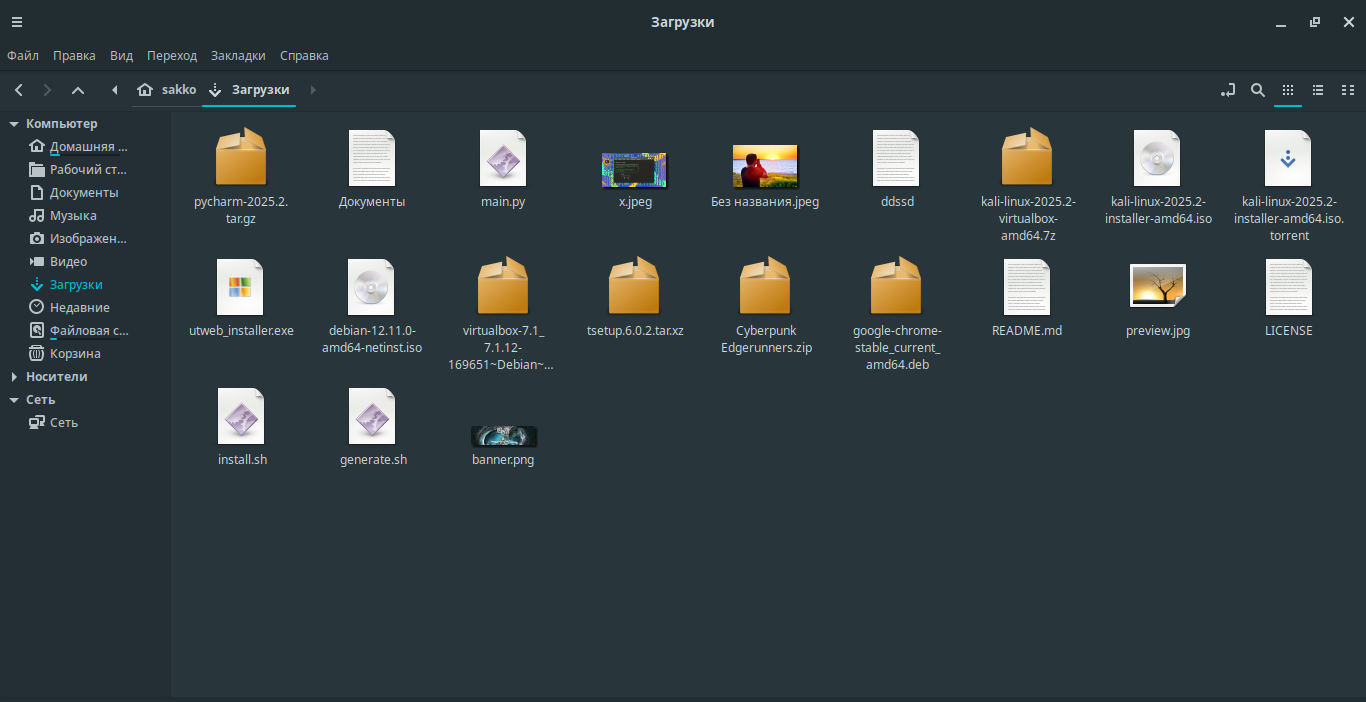 Загрузки
Файл Правка Вид Переход Закладки Справка
sakko Загрузки
Компьютер
Домашняя ...
Рабочий ст...
Документы
Музыка
Изображен...
Видео
Загрузки
Недавние
Файловая с...
Корзина
Носители
Сеть
Сеть
pycharm-2025.2.
tar.gz
Документы
main.py
x.jpeg
Без названия.jpeg
ddssd
kali-linux-2025.2-
virtualbox-
amd64.7z
kali-linux-2025.2-
installer-amd64.iso
kali-linux-2025.2-
installer-amd64.iso.
torrent
utweb_installer.exe
debian-12.11.0-
amd64-netinst.iso
virtualbox-7.1_
7.1.12-
169651~Debian~...
tsetup.6.0.2.tar.xz
Cyberpunk
Edgerunners.zip
google-chrome-
stable_current_
amd64.deb
README.md
preview.jpg
LICENSE
install.sh
generate.sh
banner.png